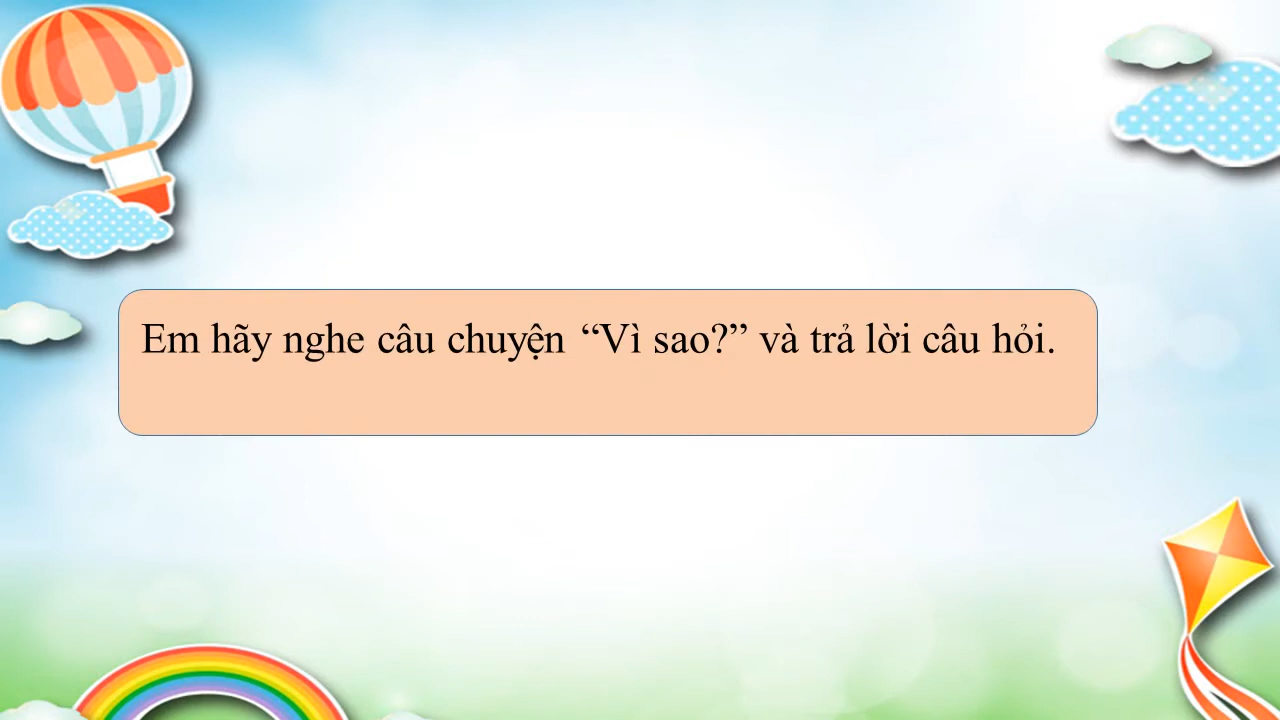 Em hãy nghe câu chuyện “Vì sao?” và trả lời câu hỏi.